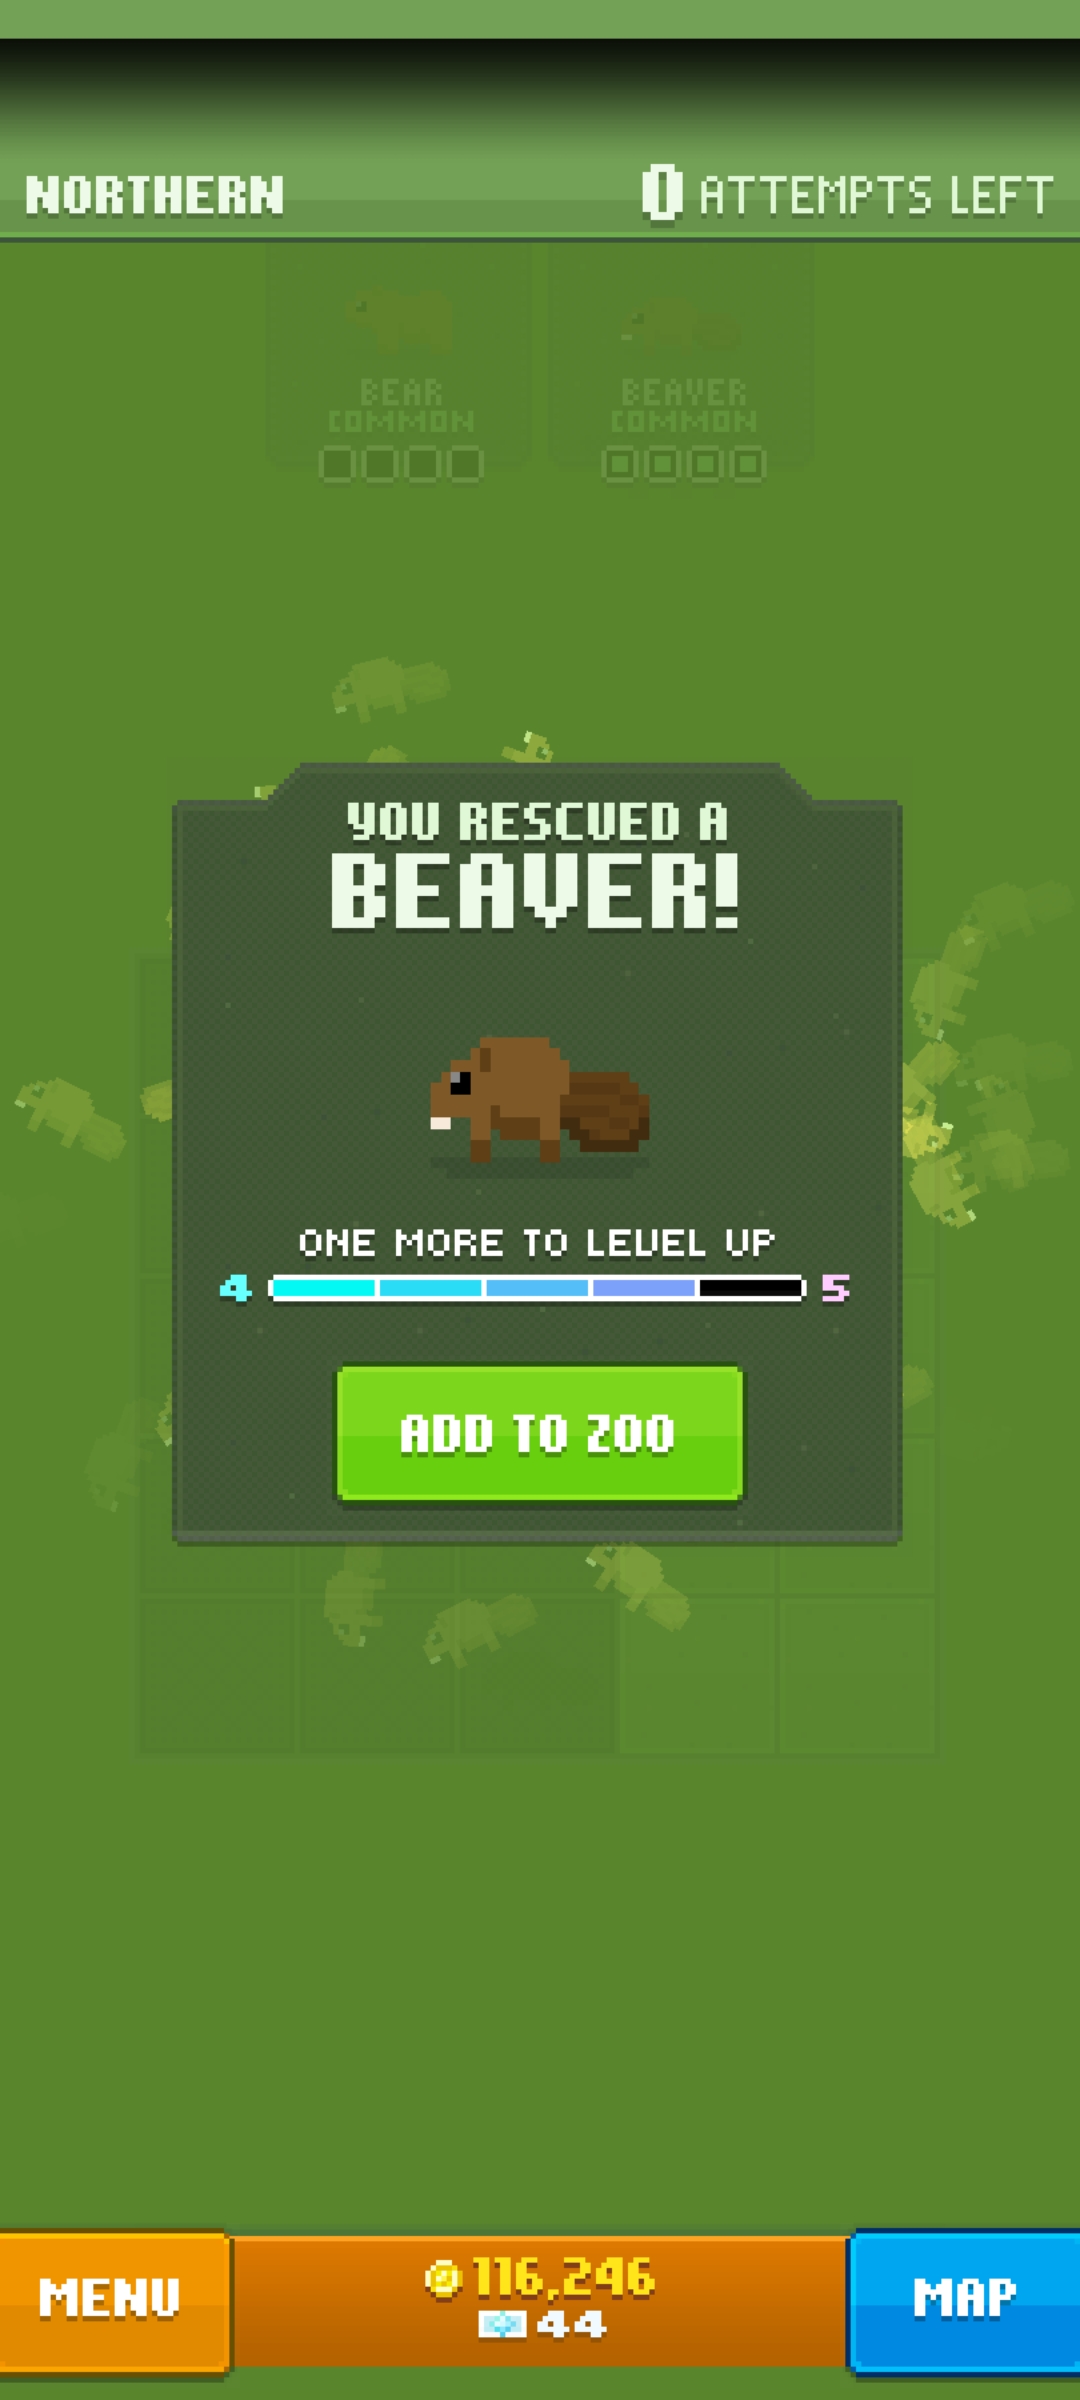 NORTHERN
0 ATTEMPTS LEFT
BEAR BEAVER
COMMON COMMON
YOU RESCUED A
BEAVER!
ONE MORE TO LEVEL UP
4 5
ADD TO ZOO
MENU
116,246
44
MAP